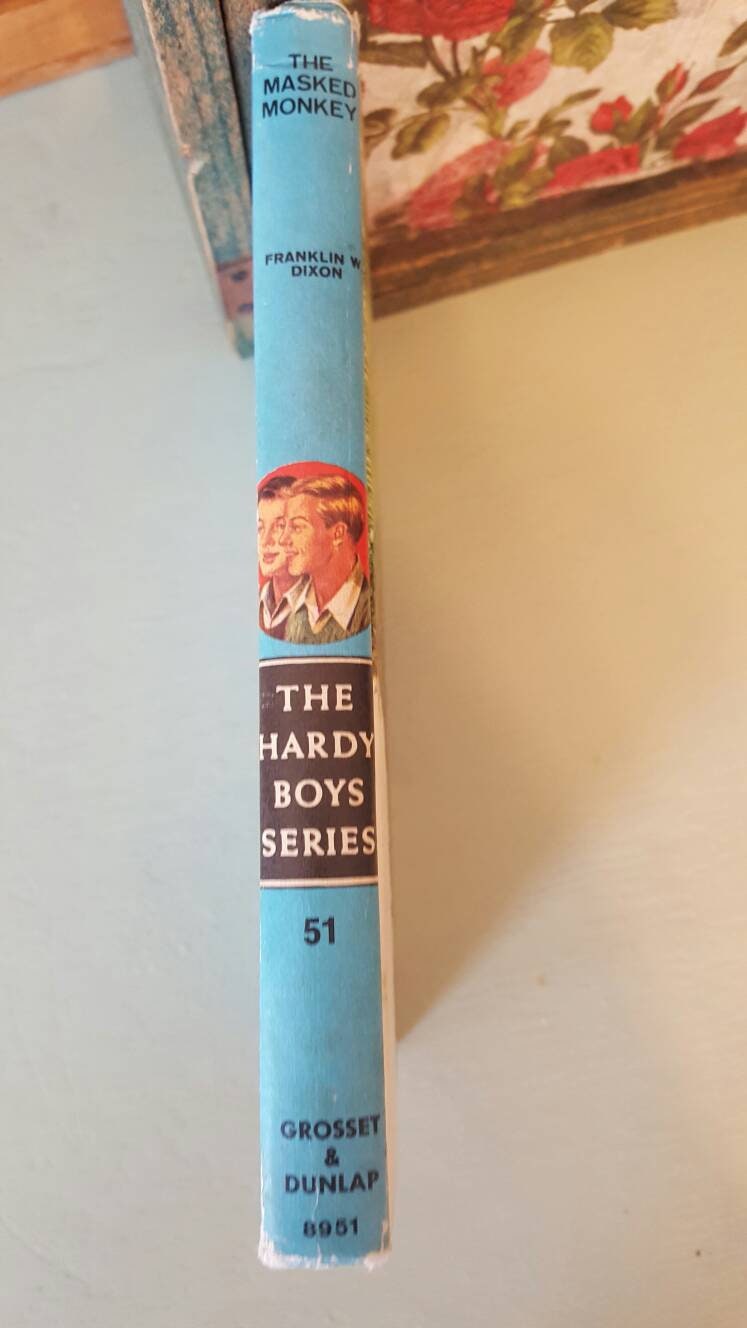 THE
MASKED
MONKEY
FRANKLIN W
DIXON
THE
HARDY
BOYS
SERIES
51
GROSSET
&
DUNLAP
8951